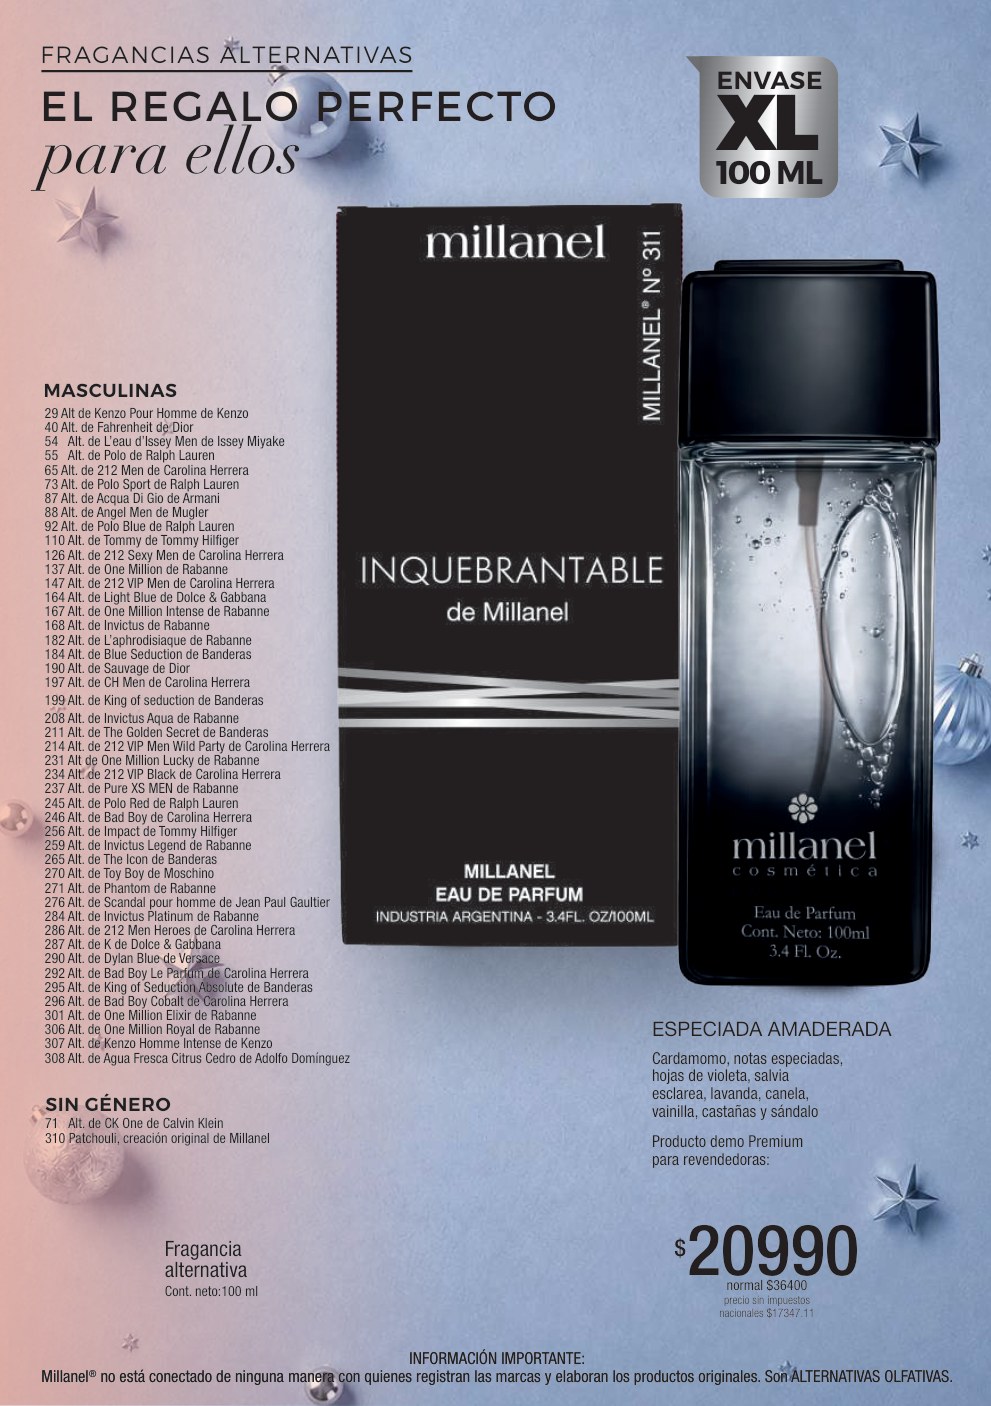 FRAGANCIAS ALTERNATIVAS
EL REGALO PERFECTO
para ellos
ENVASE
XL
100 ML
millanel
MILLANEL® Nº 311
INQUEBRANTABLE
de Millanel
MILLANEL
EAU DE PARFUM
INDUSTRIA ARGENTINA - 3.4FL. OZ/100ML
millanel
cosmética
Eau de Parfum
Cont. Neto: 100ml
3.4 Fl. Oz.
MASCULINAS
29 Alt de Kenzo Pour Homme de Kenzo
40 Alt. de Fahrenheit de Dior
54 Alt. de L'eau d'Issey Men de Issey Miyake
55 Alt. de Polo de Ralph Lauren
65 Alt. de 212 Men de Carolina Herrera
73 Alt. de Polo Sport de Ralph Lauren
87 Alt. de Acqua Di Gio de Armani
88 Alt. de Angel Men de Mugler
92 Alt. de Polo Blue de Ralph Lauren
110 Alt. de Tommy de Tommy Hilfiger
126 Alt. de 212 Sexy Men de Carolina Herrera
137 Alt. de One Million de Rabanne
147 Alt. de 212 VIP Men de Carolina Herrera
164 Alt. de Light Blue de Dolce & Gabbana
167 Alt. de One Million Intense de Rabanne
168 Alt. de Invictus de Rabanne
182 Alt. de L'aphrodisiaque de Rabanne
184 Alt. de Blue Seduction de Banderas
190 Alt. de Sauvage de Dior
197 Alt. de CH Men de Carolina Herrera
199 Alt. de King of seduction de Banderas
208 Alt. de Invictus Aqua de Rabanne
211 Alt. de The Golden Secret de Banderas
214 Alt. de 212 VIP Men Wild Party de Carolina Herrera
231 Alt de One Million Lucky de Rabanne
234 Alt. de 212 VIP Black de Carolina Herrera
237 Alt. de Pure XS MEN de Rabanne
245 Alt. de Polo Red de Ralph Lauren
246 Alt. de Bad Boy de Carolina Herrera
256 Alt. de Impact de Tommy Hilfiger
259 Alt. de Invictus Legend de Rabanne
265 Alt. de The Icon de Banderas
270 Alt. de Toy Boy de Moschino
271 Alt. de Phantom de Rabanne
276 Alt. de Scandal pour homme de Jean Paul Gaultier
284 Alt. de Invictus Platinum de Rabanne
286 Alt. de 212 Men Heroes de Carolina Herrera
287 Alt. de K de Dolce & Gabbana
290 Alt. de Dylan Blue de Versace
292 Alt. de Bad Boy Le Parfum de Carolina Herrera
295 Alt. de King of Seduction Absolute de Banderas
296 Alt. de Bad Boy Cobalt de Carolina Herrera
301 Alt. de One Million Elixir de Rabanne
306 Alt. de One Million Royal de Rabanne
307 Alt. de Kenzo Homme Intense de Kenzo
308 Alt. de Agua Fresca Citrus Cedro de Adolfo Domínguez
SIN GÉNERO
71 Alt. de CK One de Calvin Klein
310 Patchouli, creación original de Millanel
ESPECIADA AMADERADA
Cardamomo, notas especiadas,
hojas de violeta, salvia
esclarea, lavanda, canela,
vainilla, castañas y sándalo
Producto demo Premium
para revendedoras:
Fragancia
alternativa
Cont. neto:100 ml
$20990
normal $36400
precio sin impuestos
nacionales $17347.11
INFORMACIÓN IMPORTANTE:
Millanel® no está conectado de ninguna manera con quienes registran las marcas y elaboran los productos originales. Son ALTERNATIVAS OLFATIVAS.